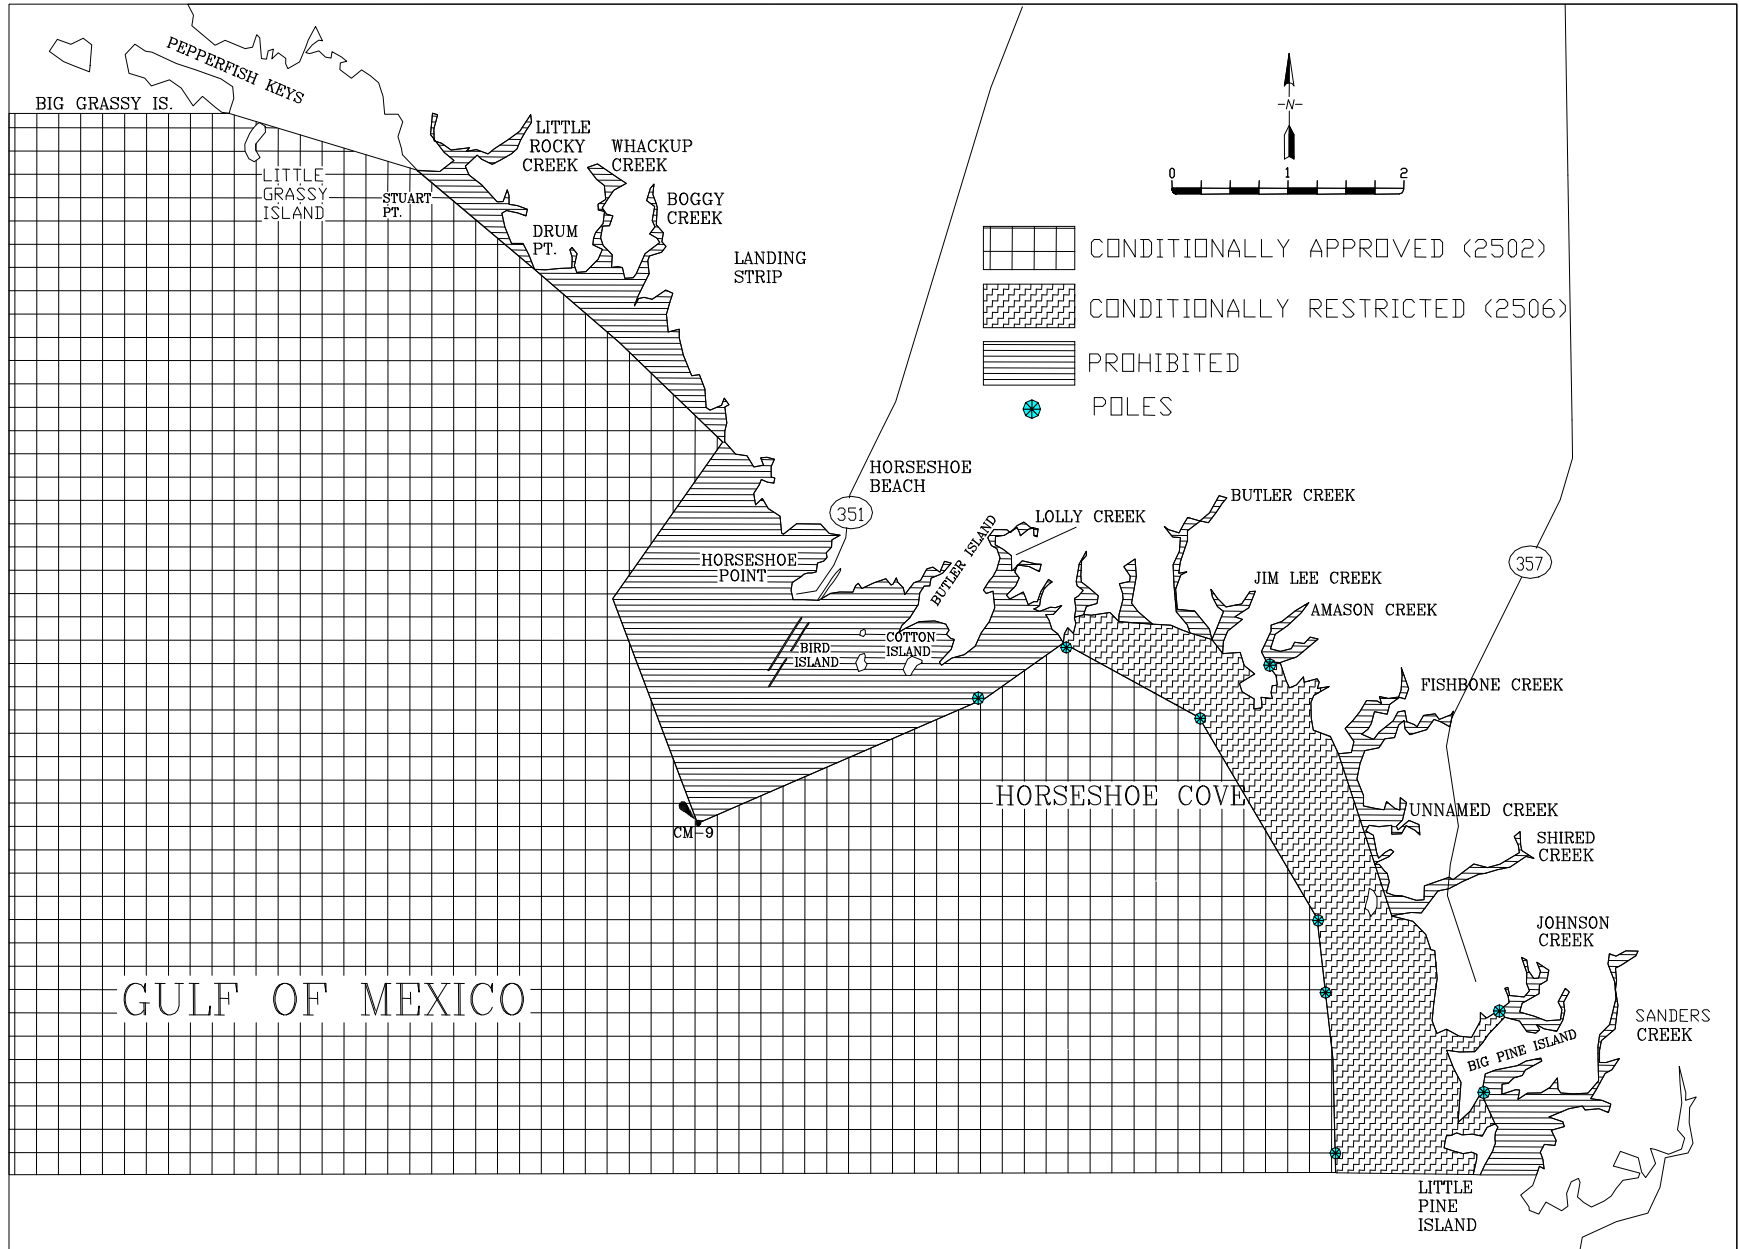 PEPPERFISH KEYS
BIG GRASSY IS.
LITTLE
GRASSY
ISLAND
STUART
PT.
LITTLE
ROCKY
CREEK
WHACKUP
CREEK
BOGGY
CREEK
DRUM
PT.
LANDING
STRIP
-N-
0 1 2
CONDITIONALLY APPROVED (2502)
CONDITIONALLY RESTRICTED (2506)
PROHIBITED
POLES
HORSESHOE
BEACH
351
HORSESHOE
POINT
BUTLER ISLAND
LOLLY CREEK
BUTLER CREEK
357
JIM LEE CREEK
AMASON CREEK
BIRD
ISLAND
COTTON
ISLAND
FISHBONE CREEK
HORSESHOE COVE
CM-9
UNNAMED CREEK
SHIRED
CREEK
JOHNSON
CREEK
GULF OF MEXICO
SANDERS
CREEK
BIG PINE ISLAND
LITTLE
PINE
ISLAND